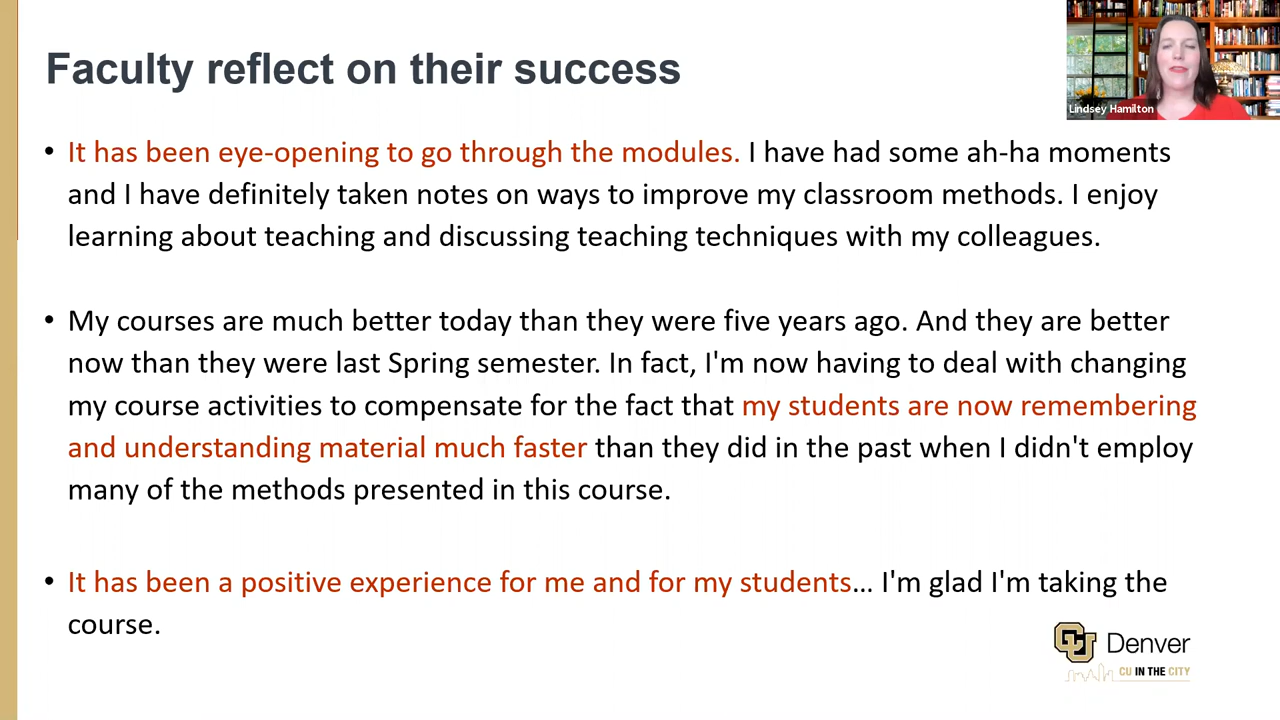 Faculty reflect on their success
Lindsey Hamilton
• It has been eye-opening to go through the modules. I have had some ah-ha moments
and I have definitely taken notes on ways to improve my classroom methods. I enjoy
learning about teaching and discussing teaching techniques with my colleagues.
• My courses are much better today than they were five years ago. And they are better
now than they were last Spring semester. In fact, I'm now having to deal with changing
my course activities to compensate for the fact that my students are now remembering
and understanding material much faster than they did in the past when I didn't employ
many of the methods presented in this course.
• It has been a positive experience for me and for my students… I'm glad I'm taking the
course.
CU Denver
CU IN THE CITY